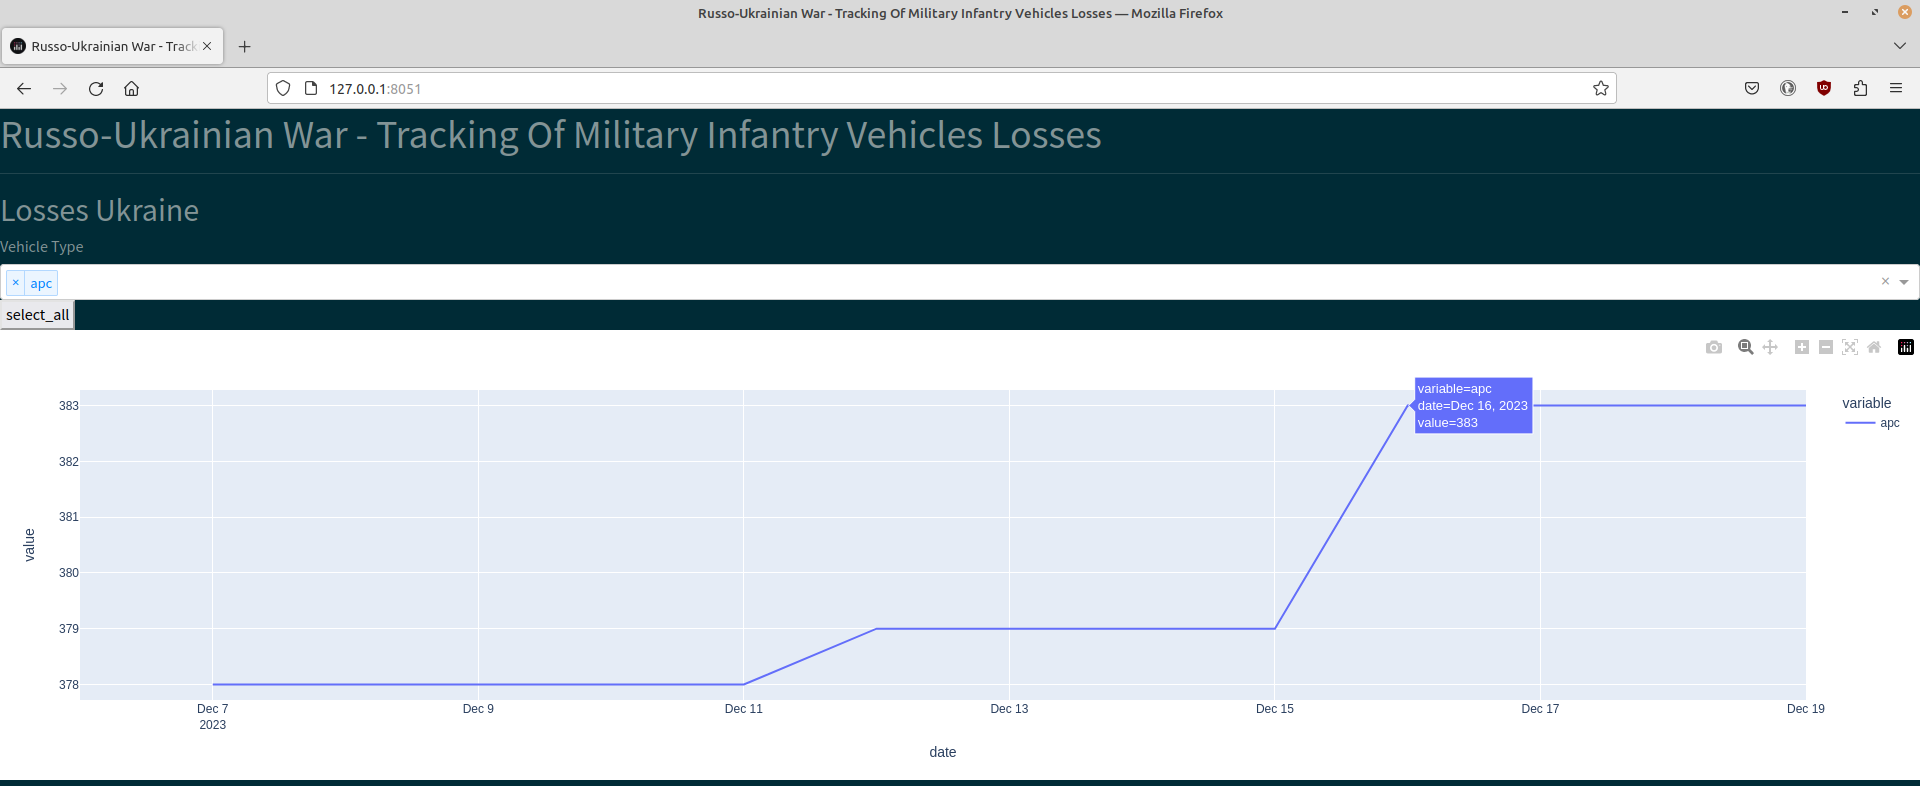 Russo-Ukrainian War - Tracking Of Military Infantry Vehicles Losses — Mozilla Firefox
Russo-Ukrainian War - Track
127.0.0.1:8051
Russo-Ukrainian War - Tracking Of Military Infantry Vehicles Losses
Losses Ukraine
Vehicle Type
× apc
select_all
variable=apc
date=Dec 16, 2023
value=383
variable
apc
383
382
381
380
379
378
value
Dec 7 Dec 9 Dec 11 Dec 13 Dec 15 Dec 17 Dec 19
2023
date